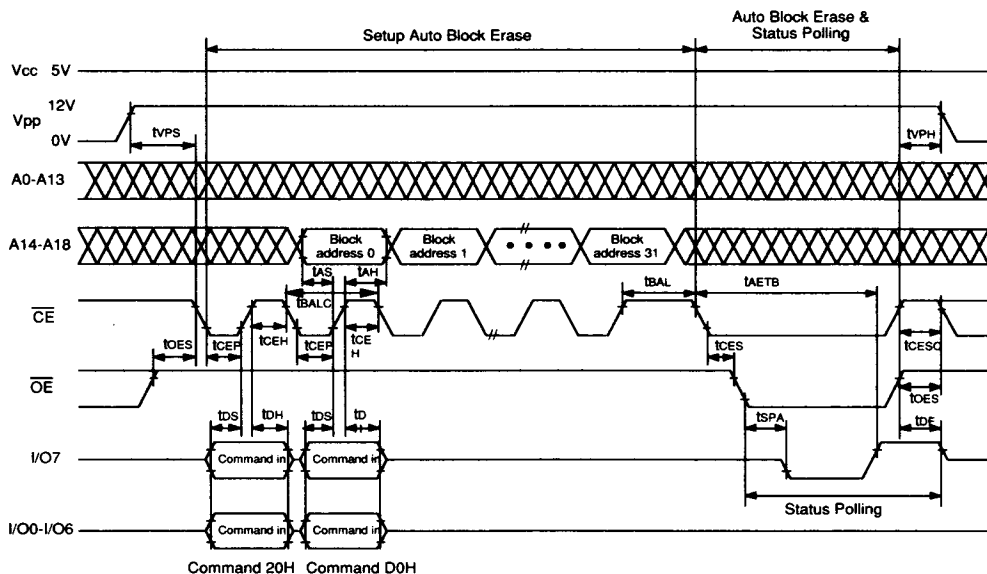 Setup Auto Block Erase
Auto Block Erase &
Status Polling
Vcc 5V
Vpp 12V
0V
tVPS
tVPH
A0-A13
A14-A18
Block
address 0
Block
address 1
Block
address 31
tAS
tAH
tBALC
tBAL
tAETB
CE
tOES
tCEP
tCEH
tCEP
tCE
H
tCES
tCESC
OE
tOES
tDS
tDH
tDS
tD
tSPA
tDF
I/O7
Command in
Command in
Status Polling
I/O0-I/O6
Command in
Command in
Command 20H
Command D0H